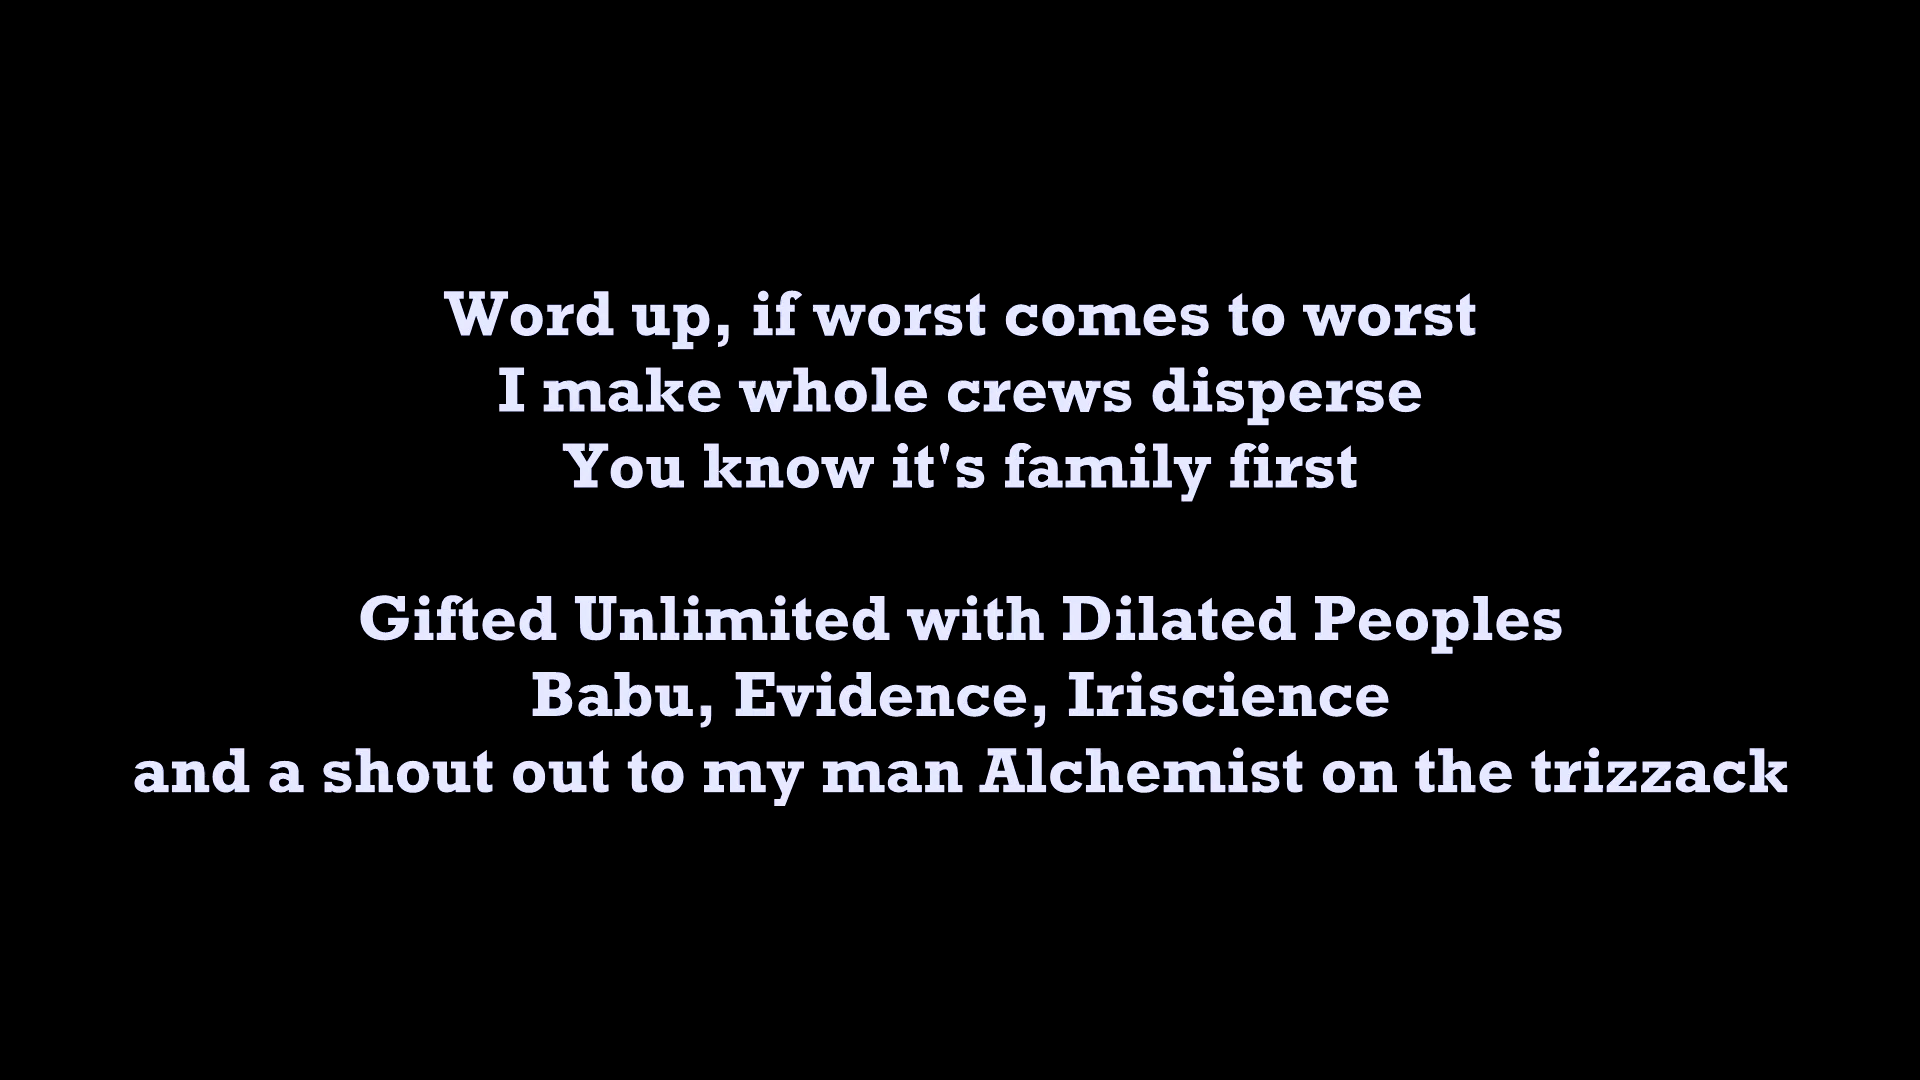 Word up, if worst comes to worst
I make whole crews disperse
You know it's family first
Gifted Unlimited with Dilated Peoples
Babu, Evidence, Iriscience
and a shout out to my man Alchemist on the trizzack